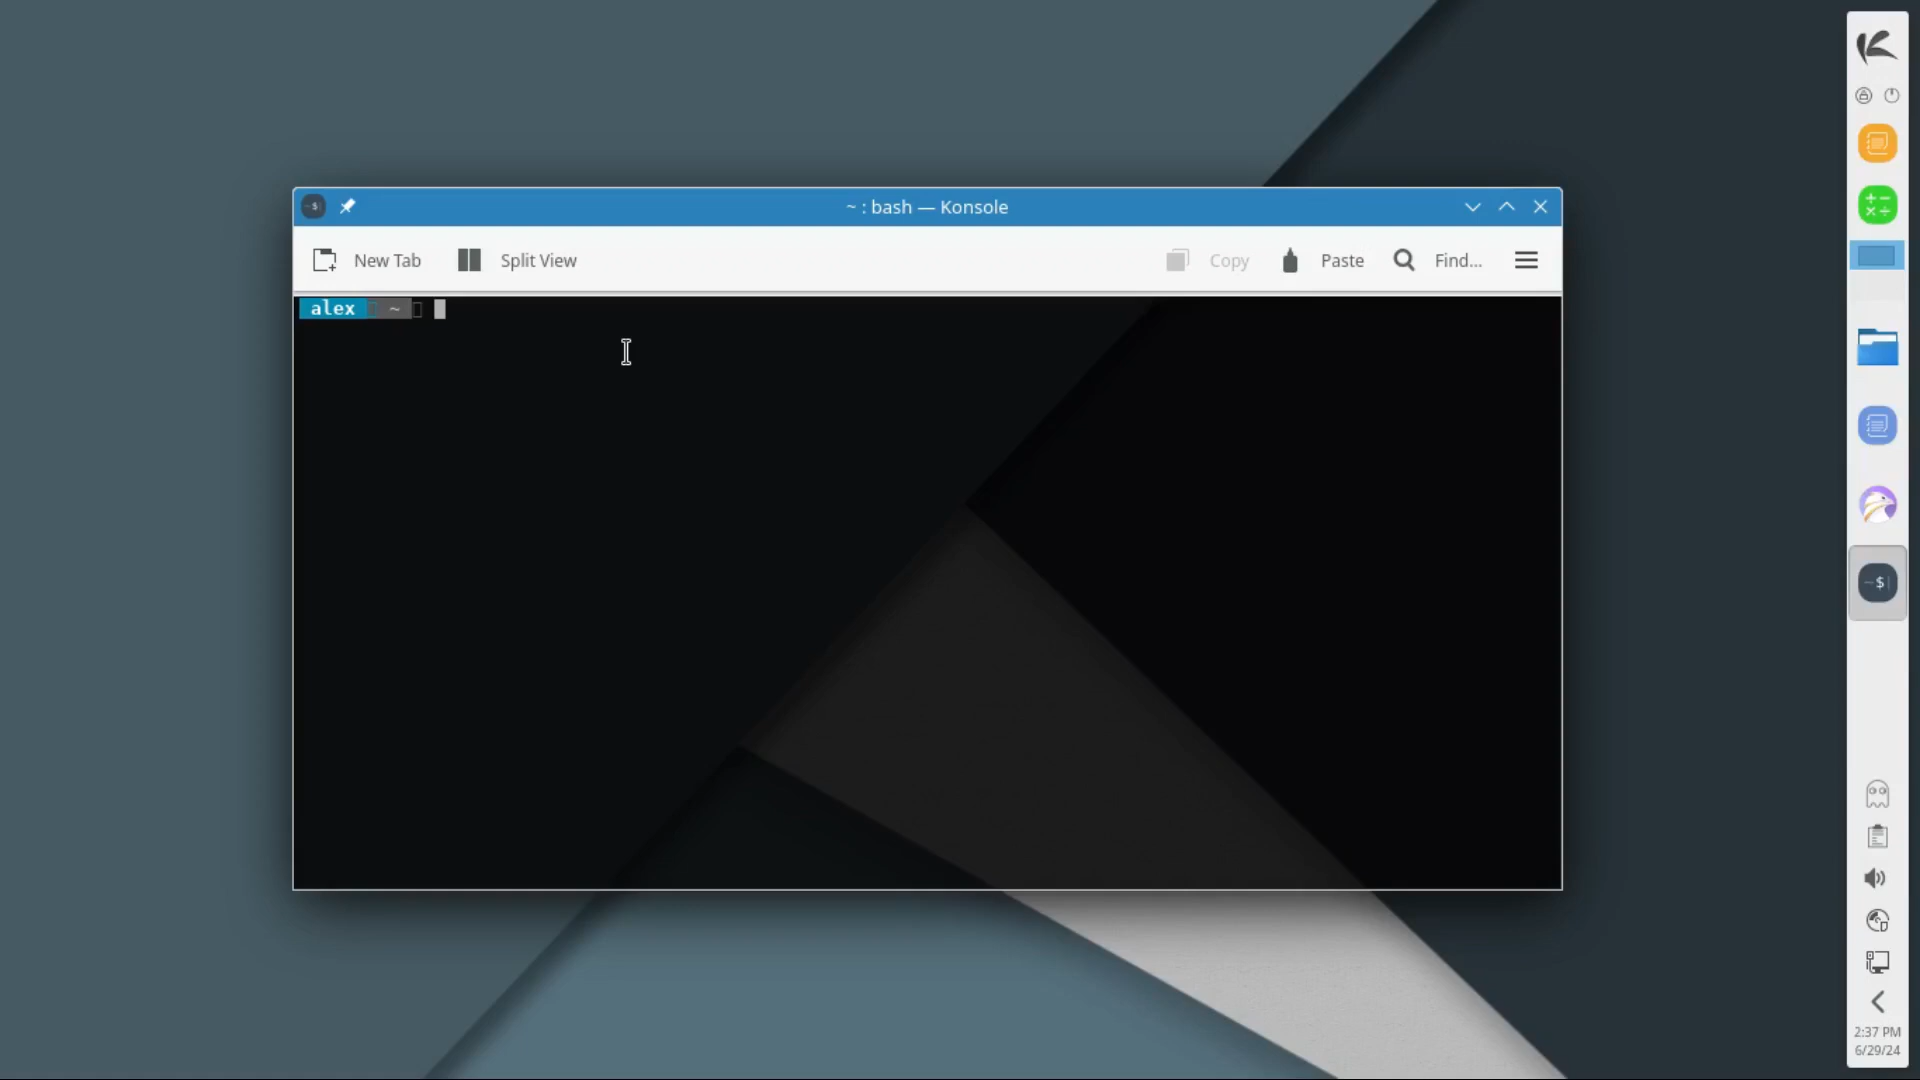 ~ : bash — Konsole
New Tab Split View Copy Paste Find...
alex ~
~$
2:37 PM
6/29/24